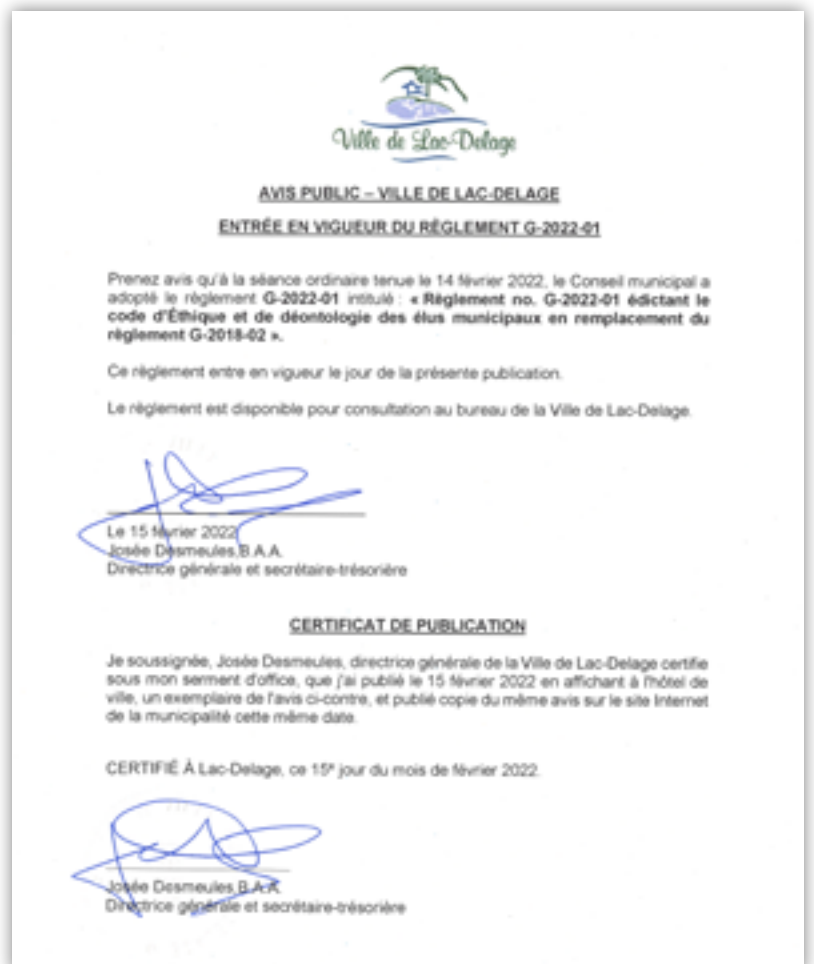 Ville de Lac-Delage
AVIS PUBLIC – VILLE DE LAC-DELAGE
ENTRÉE EN VIGUEUR DU RÈGLEMENT G-2022-01
Prenez avis qu'à la séance ordinaire tenue le 14 février 2022, le Conseil municipal a
adopté le règlement G-2022-01 intitulé : « Règlement no. G-2022-01 édictant le
code d'Éthique et de déontologie des élus municipaux en remplacement du
règlement G-2018-02 ».
Ce règlement entre en vigueur le jour de la présente publication.
Le règlement est disponible pour consultation au bureau de la Ville de Lac-Delage.
Le 15 février 2022
Josée Desmeules B.A.A.
Directrice générale et secrétaire-trésorière
CERTIFICAT DE PUBLICATION
Je soussignée, Josée Desmeules, directrice générale de la Ville de Lac-Delage certifie
sous mon serment d'office, que j'ai publié le 15 février 2022 en affichant à l'hôtel de
ville, un exemplaire de l'avis ci-contre, et publié copie du même avis sur le site Internet
de la municipalité cette même date.
CERTIFIÉ À Lac-Delage, ce 15e jour du mois de février 2022.
Josée Desmeules B.A.A.
Directrice générale et secrétaire-trésorière